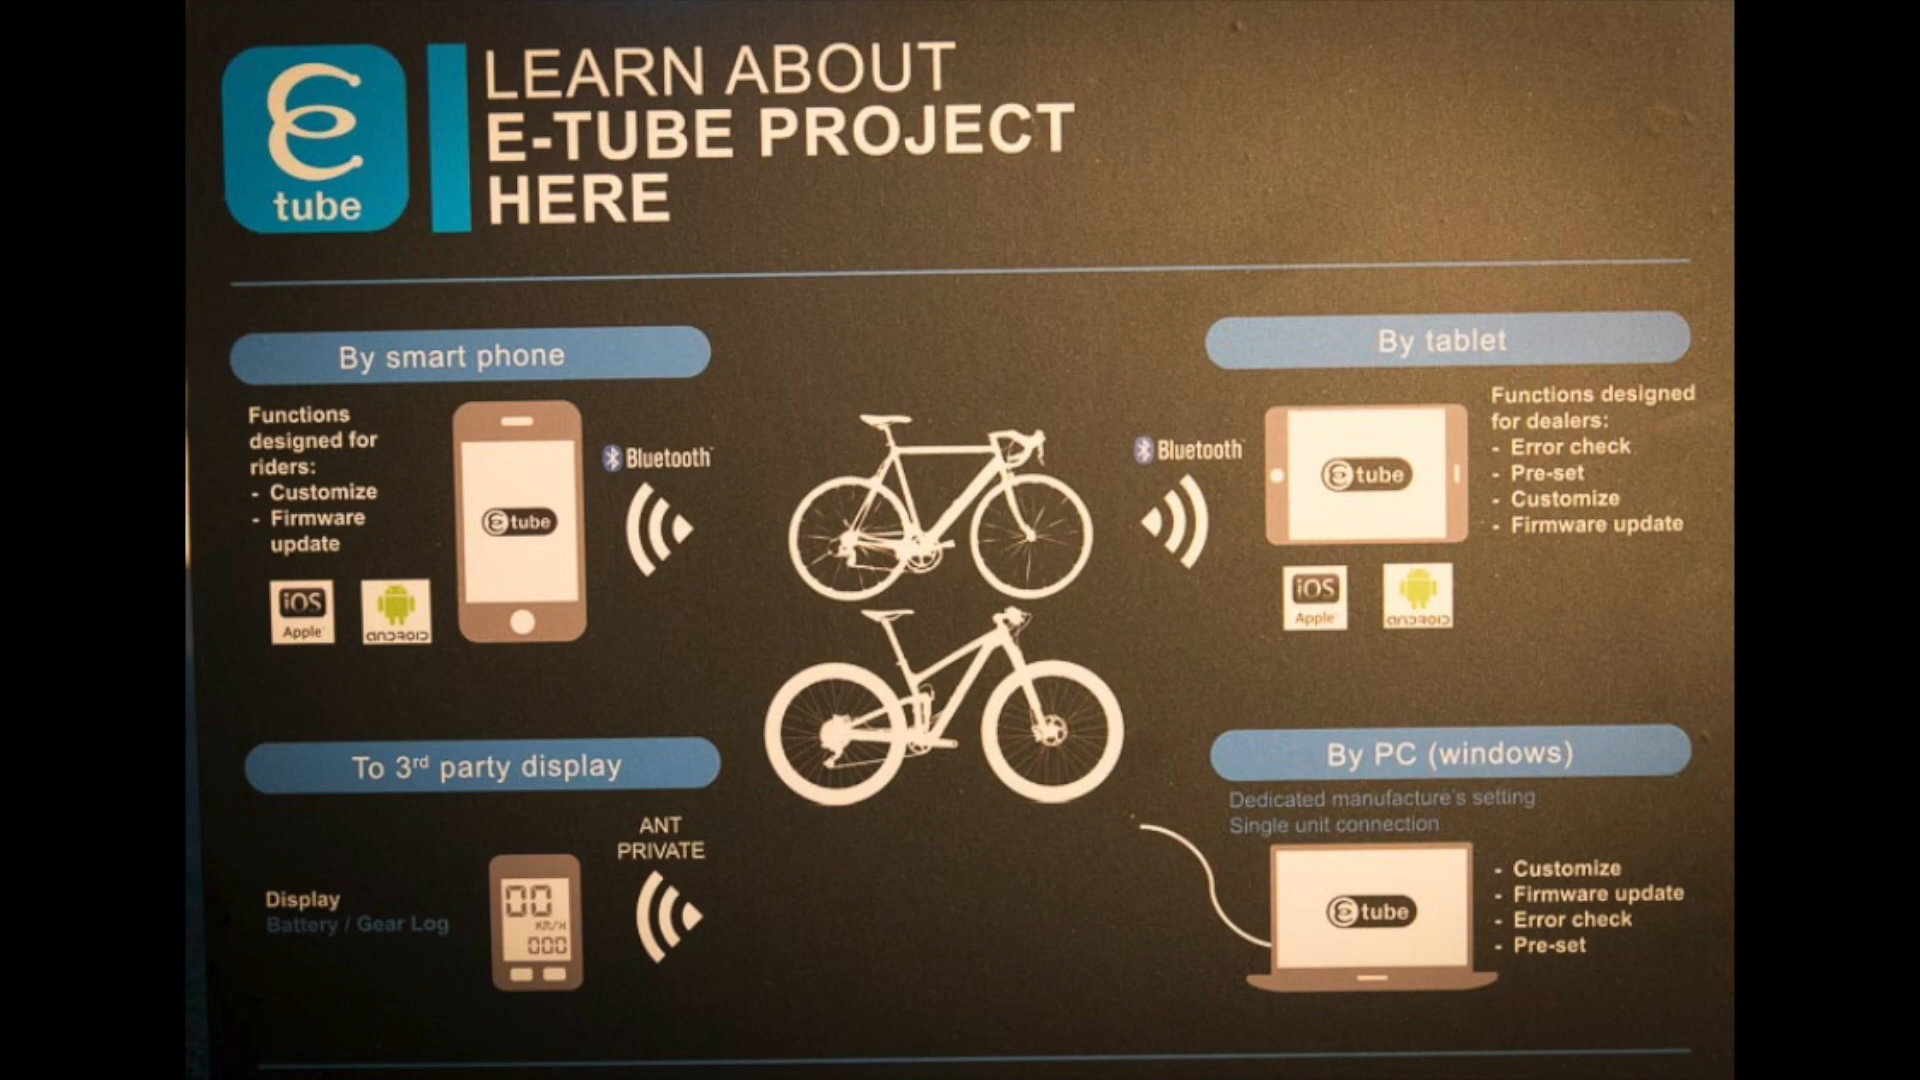 LEARN ABOUT
E-TUBE PROJECT
HERE
tube
By smart phone
Functions
designed for
riders:
- Customize
- Firmware
update
tube
Bluetooth
iOS
Apple
ANDROID
By tablet
Bluetooth
tube
Functions designed
for dealers:
- Error check
- Pre-set
- Customize
- Firmware update
iOS
Apple
ANDROID
To 3rd party display
ANT
PRIVATE
Display
Battery / Gear Log
00
KM/H
000
By PC (windows)
Dedicated manufacture's setting
Single unit connection
tube
- Customize
- Firmware update
- Error check
- Pre-set